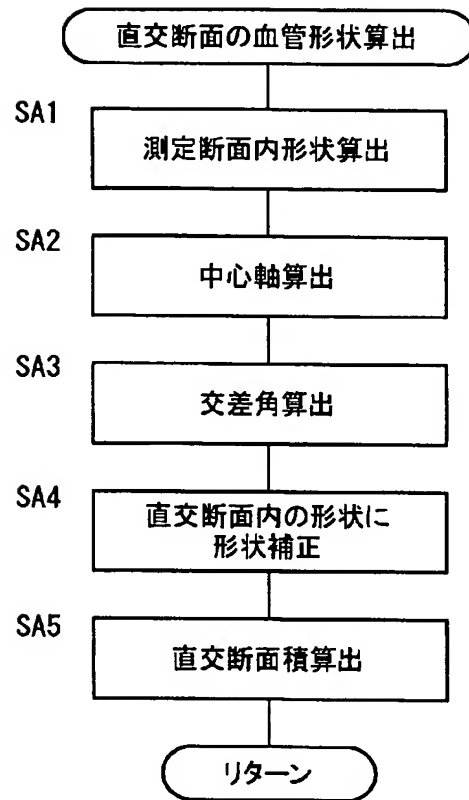 直交断面の血管形状算出
SA1
測定断面内形状算出
SA2
中心軸算出
SA3
交差角算出
SA4
直交断面内の形状に
形状補正
SA5
直交断面積算出
リターン